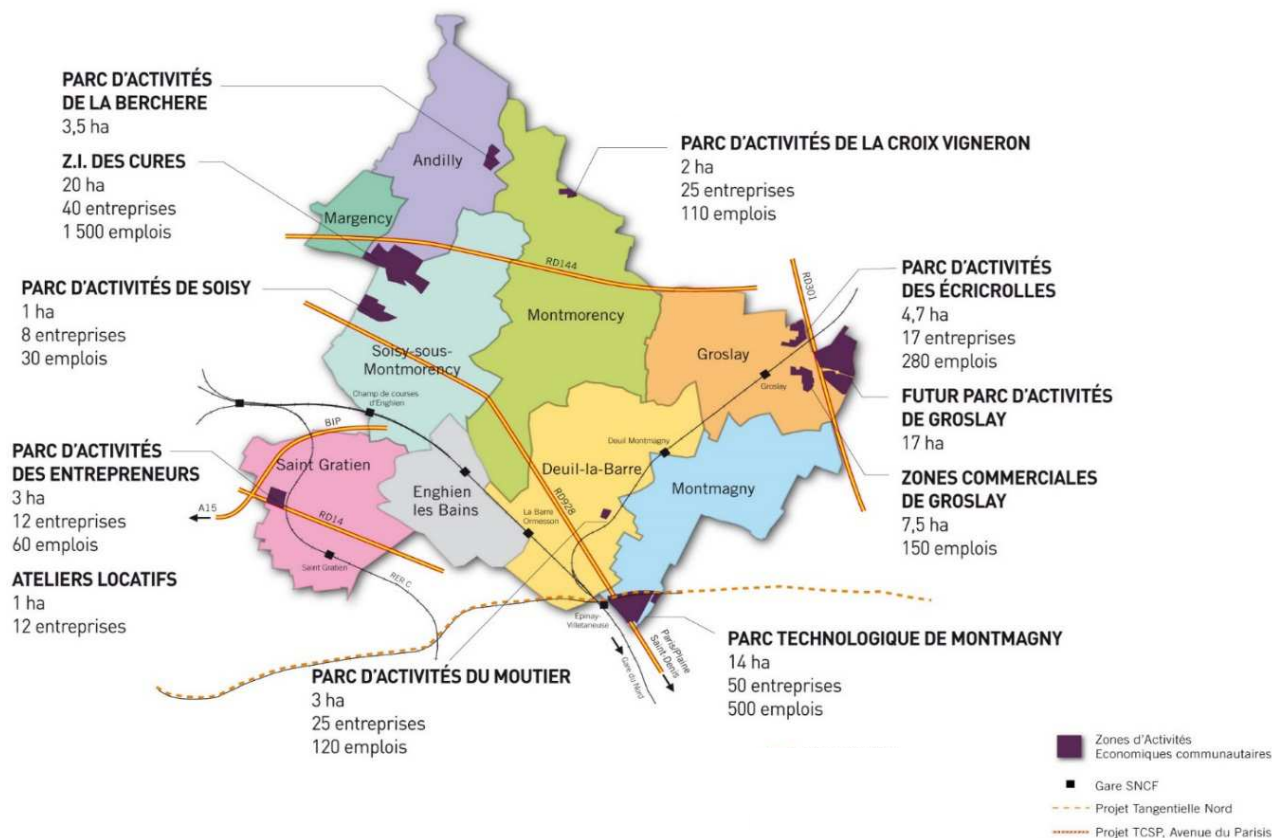 PARC D'ACTIVITÉS
DE LA BERCHERE
3,5 ha
Z.I. DES CURES
20 ha
40 entreprises
1 500 emplois
PARC D'ACTIVITÉS DE SOISY
1 ha
8 entreprises
30 emplois
PARC D'ACTIVITÉS
DES ENTREPRENEURS
3 ha
12 entreprises
60 emplois
ATELIERS LOCATIFS
1 ha
12 entreprises
PARC D'ACTIVITÉS DU MOUTIER
3 ha
25 entreprises
120 emplois
PARC D'ACTIVITÉS DE LA CROIX VIGNERON
2 ha
25 entreprises
110 emplois
PARC D'ACTIVITÉS
DES ÉCRICROLLES
4,7 ha
17 entreprises
280 emplois
FUTUR PARC D'ACTIVITÉS
DE GROSLAY
17 ha
ZONES COMMERCIALES
DE GROSLAY
7,5 ha
150 emplois
PARC TECHNOLOGIQUE DE MONTMAGNY
14 ha
50 entreprises
500 emplois
Andilly
Margency
RD144
RD301
Montmorency
Soisy-sous-
Montmorency
Groslay
Groslay
Champ de courses
d'Enghien
BIP
Saint Gratien
Deuil Montmagny
Deuil-la-Barre
Montmagny
Enghien
les Bains
RD928
A15
RD14
La Barre
Ormesson
Saint Gratien
RER C
Epinay-
Villetaneuse
Gare du Nord
Paris/Plaine
Saint-Denis
Zones d'Activités
Economiques communautaires
Gare SNCF
Projet Tangentielle Nord
Projet TCSP, Avenue du Parisis